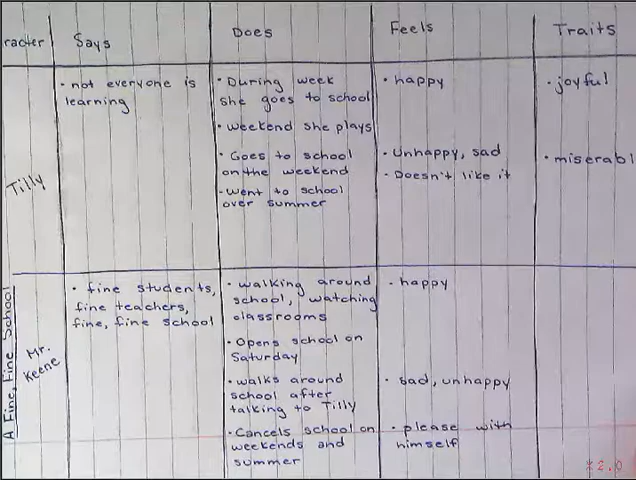 racter Says Does Feels Traits
Tilly
• not everyone is
learning
• During week
she goes to school
• weekend she plays
• Goes to school
on the weekend
• Went to school
over summer
• happy
• unhappy, sad
• Doesn't like it
• joyful
• miserabl
A Fine, Fine School
Mr.
Keene
• fine students,
fine teachers,
fine, fine school
• walking around
school, watching
classrooms
• Opens school on
Saturday
• walks around
school after
talking to Tilly
• Cancels school on
weekends and
summer
• happy
• sad, unhappy
• please with
himself
x2.0